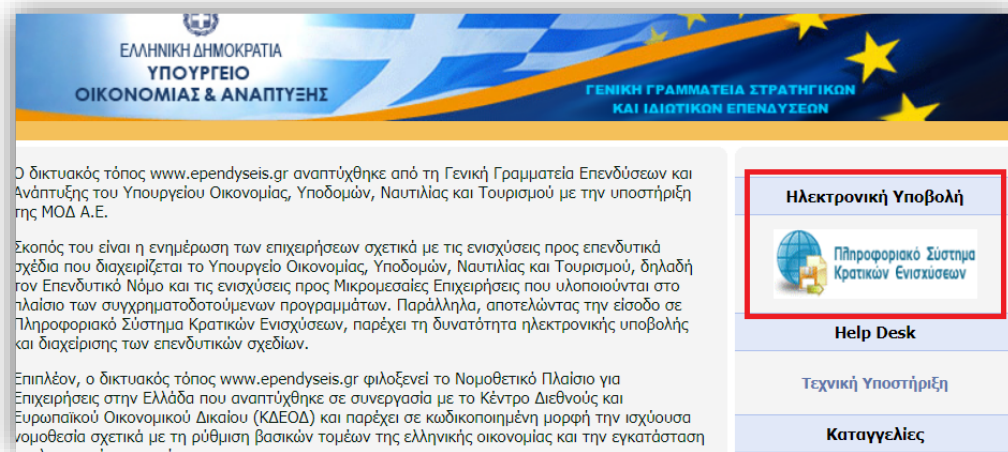 ΕΛΛΗΝΙΚΗ ΔΗΜΟΚΡΑΤΙΑ
ΥΠΟΥΡΓΕΙΟ
ΟΙΚΟΝΟΜΙΑΣ & ΑΝΑΠΤΥΞΗΣ
ΓΕΝΙΚΗ ΓΡΑΜΜΑΤΕΙΑ ΣΤΡΑΤΗΓΙΚΩΝ
ΚΑΙ ΙΔΙΩΤΙΚΩΝ ΕΠΕΝΔΥΣΕΩΝ
Ο δικτυακός τόπος www.ependyseis.gr αναπτύχθηκε από τη Γενική Γραμματεία Επενδύσεων και
Ανάπτυξης του Υπουργείου Οικονομίας, Υποδομών, Ναυτιλίας και Τουρισμού με την υποστήριξη
της ΜΟΔ Α.Ε.
Σκοπός του είναι η ενημέρωση των επιχειρήσεων σχετικά με τις ενισχύσεις προς επενδυτικά
σχέδια που διαχειρίζεται το Υπουργείο Οικονομίας, Υποδομών, Ναυτιλίας και Τουρισμού, δηλαδή
τον Επενδυτικό Νόμο και τις ενισχύσεις προς Μικρομεσαίες Επιχειρήσεις που υλοποιούνται στο
πλαίσιο των συγχρηματοδοτούμενων προγραμμάτων. Παράλληλα, αποτελώντας την είσοδο σε
Πληροφοριακό Σύστημα Κρατικών Ενισχύσεων, παρέχει τη δυνατότητα ηλεκτρονικής υποβολής
και διαχείρισης των επενδυτικών σχεδίων.
Επιπλέον, ο δικτυακός τόπος www.ependyseis.gr φιλοξενεί το Νομοθετικό Πλαίσιο για
Επιχειρήσεις στην Ελλάδα που αναπτύχθηκε σε συνεργασία με το Κέντρο Διεθνούς και
Ευρωπαϊκού Οικονομικού Δικαίου (ΚΔΕΟΔ) και παρέχει σε κωδικοποιημένη μορφή την ισχύουσα
νομοθεσία σχετικά με τη ρύθμιση βασικών τομέων της ελληνικής οικονομίας και την εγκατάσταση
Ηλεκτρονική Υποβολή
Πληροφοριακό Σύστημα
Κρατικών Ενισχύσεων
Help Desk
Τεχνική Υποστήριξη
Καταγγελίες